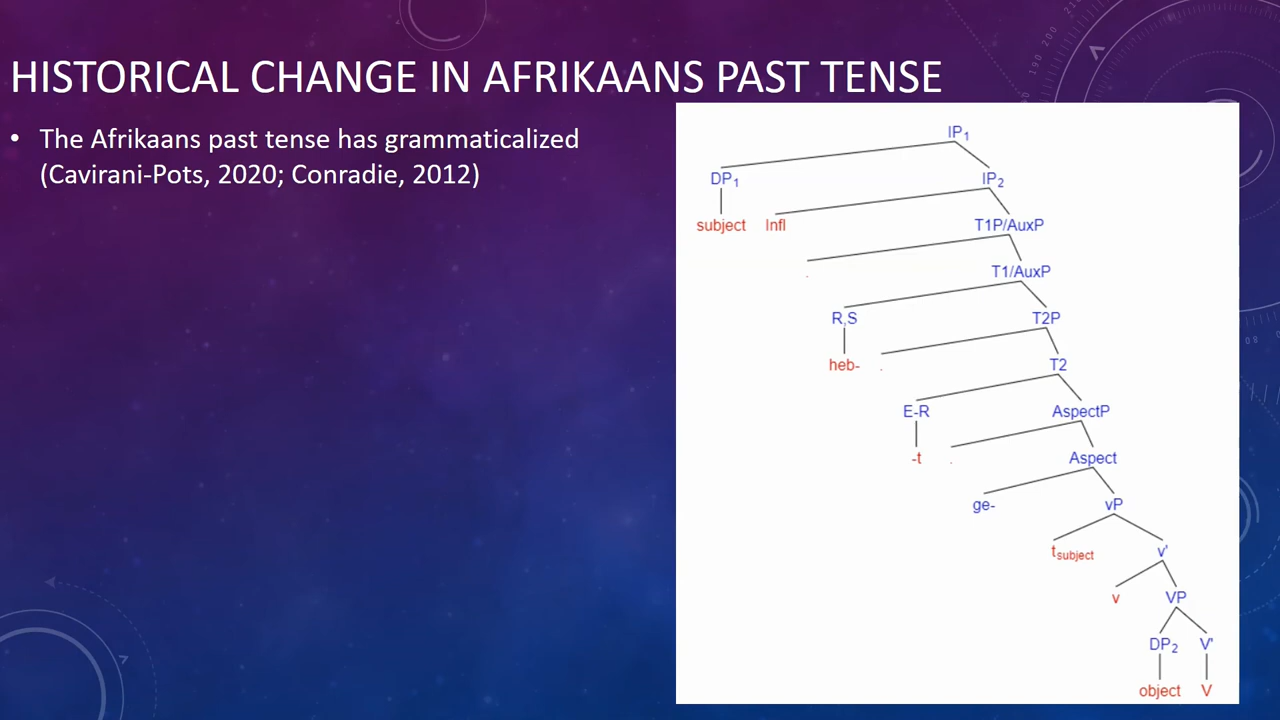 HISTORICAL CHANGE IN AFRIKAANS PAST TENSE
• The Afrikaans past tense has grammaticalized
(Cavirani-Pots, 2020; Conradie, 2012)
IP₁
DP₁ IP₂
subject Infl T1P/AuxP
. T1/AuxP
R,S T2P
heb- . T2
E-R AspectP
-t . Aspect
ge- vP
t subject v'
v VP
DP₂ V'
object V